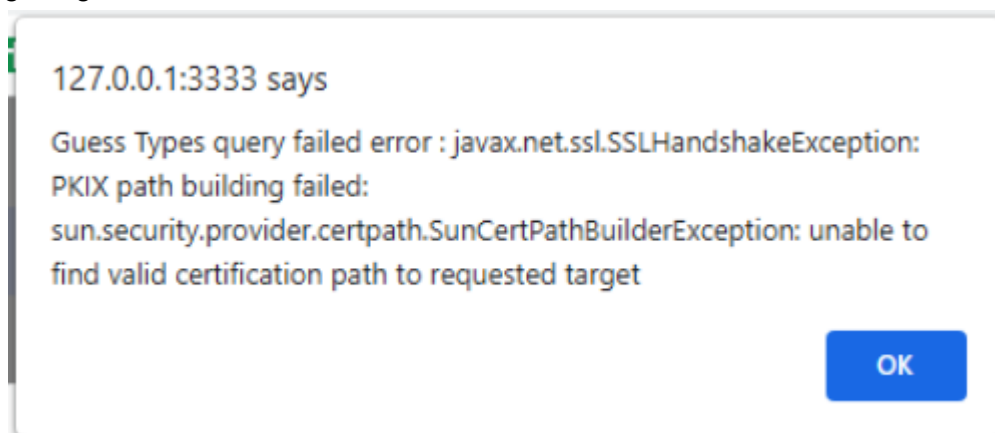 127.0.0.1:3333 says
Guess Types query failed error : javax.net.ssl.SSLHandshakeException:
PKIX path building failed:
sun.security.provider.certpath.SunCertPathBuilderException: unable to
find valid certification path to requested target
OK